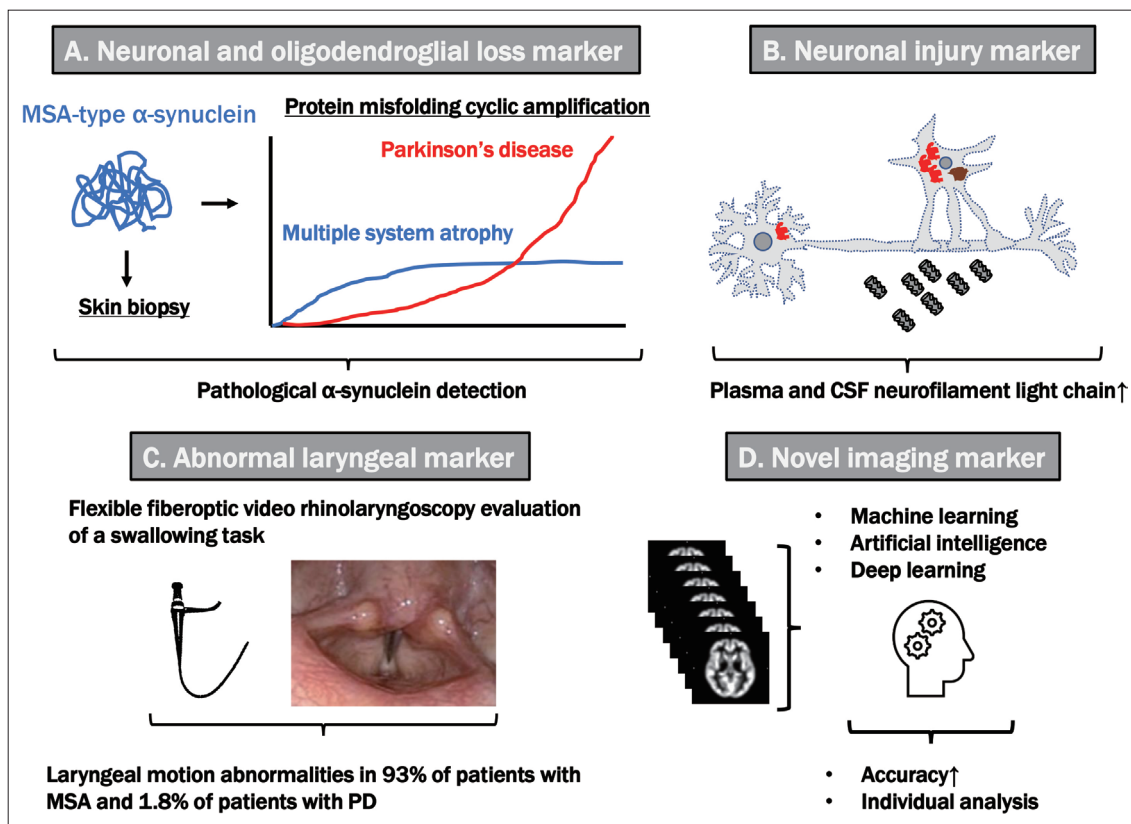 A. Neuronal and oligodendroglial loss marker
MSA-type α-synuclein
Protein misfolding cyclic amplification
Parkinson's disease
Multiple system atrophy
Skin biopsy
Pathological α-synuclein detection
B. Neuronal injury marker
Plasma and CSF neurofilament light chain↑
C. Abnormal laryngeal marker
Flexible fiberoptic video rhinolaryngoscopy evaluation
of a swallowing task
Laryngeal motion abnormalities in 93% of patients with
MSA and 1.8% of patients with PD
D. Novel imaging marker
• Machine learning
• Artificial intelligence
• Deep learning
• Accuracy↑
• Individual analysis